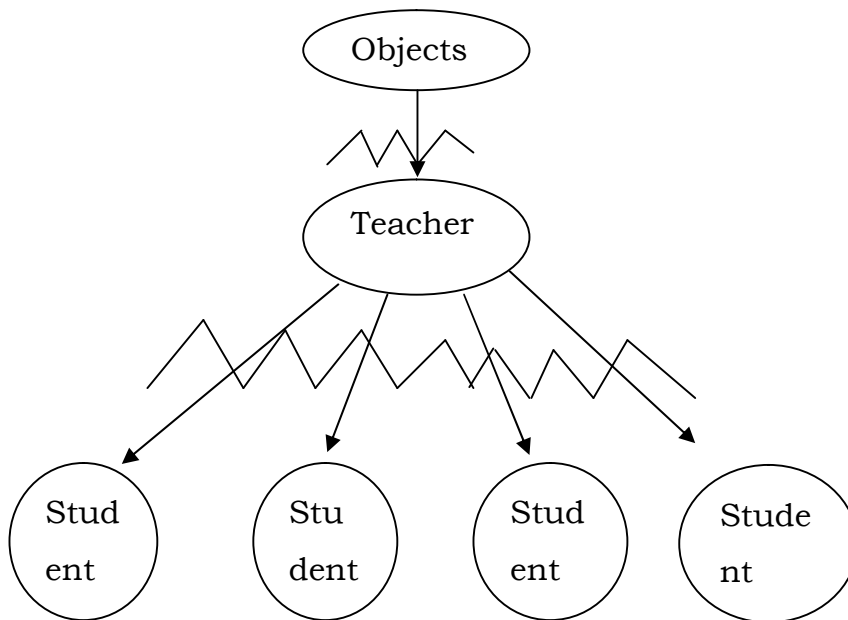 Objects
Teacher
Stud
ent
Stu
dent
Stud
ent
Stude
nt